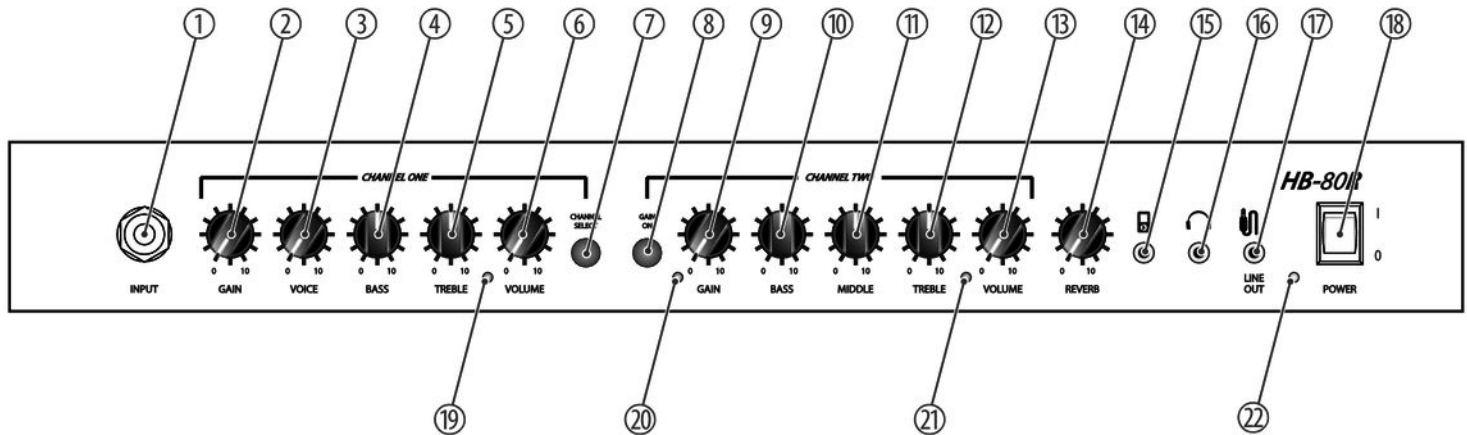 ① ② ③ ④ ⑤ ⑥ ⑦ ⑧ ⑨ ⑩ ⑪ ⑫ ⑬ ⑭ ⑮ ⑯ ⑰ ⑱
CHANNEL ONE
CHANNEL TWO
HB-80R
CHANNEL
SELECT
GAIN
ON
I
0
0 10 0 10 0 10 0 10 0 10 0 10 0 10 0 10 0 10 0 10 0 10
INPUT GAIN VOICE BASS TREBLE VOLUME GAIN BASS MIDDLE TREBLE VOLUME REVERB
LINE
OUT
POWER
⑲ ⑳ ㉑ ㉒